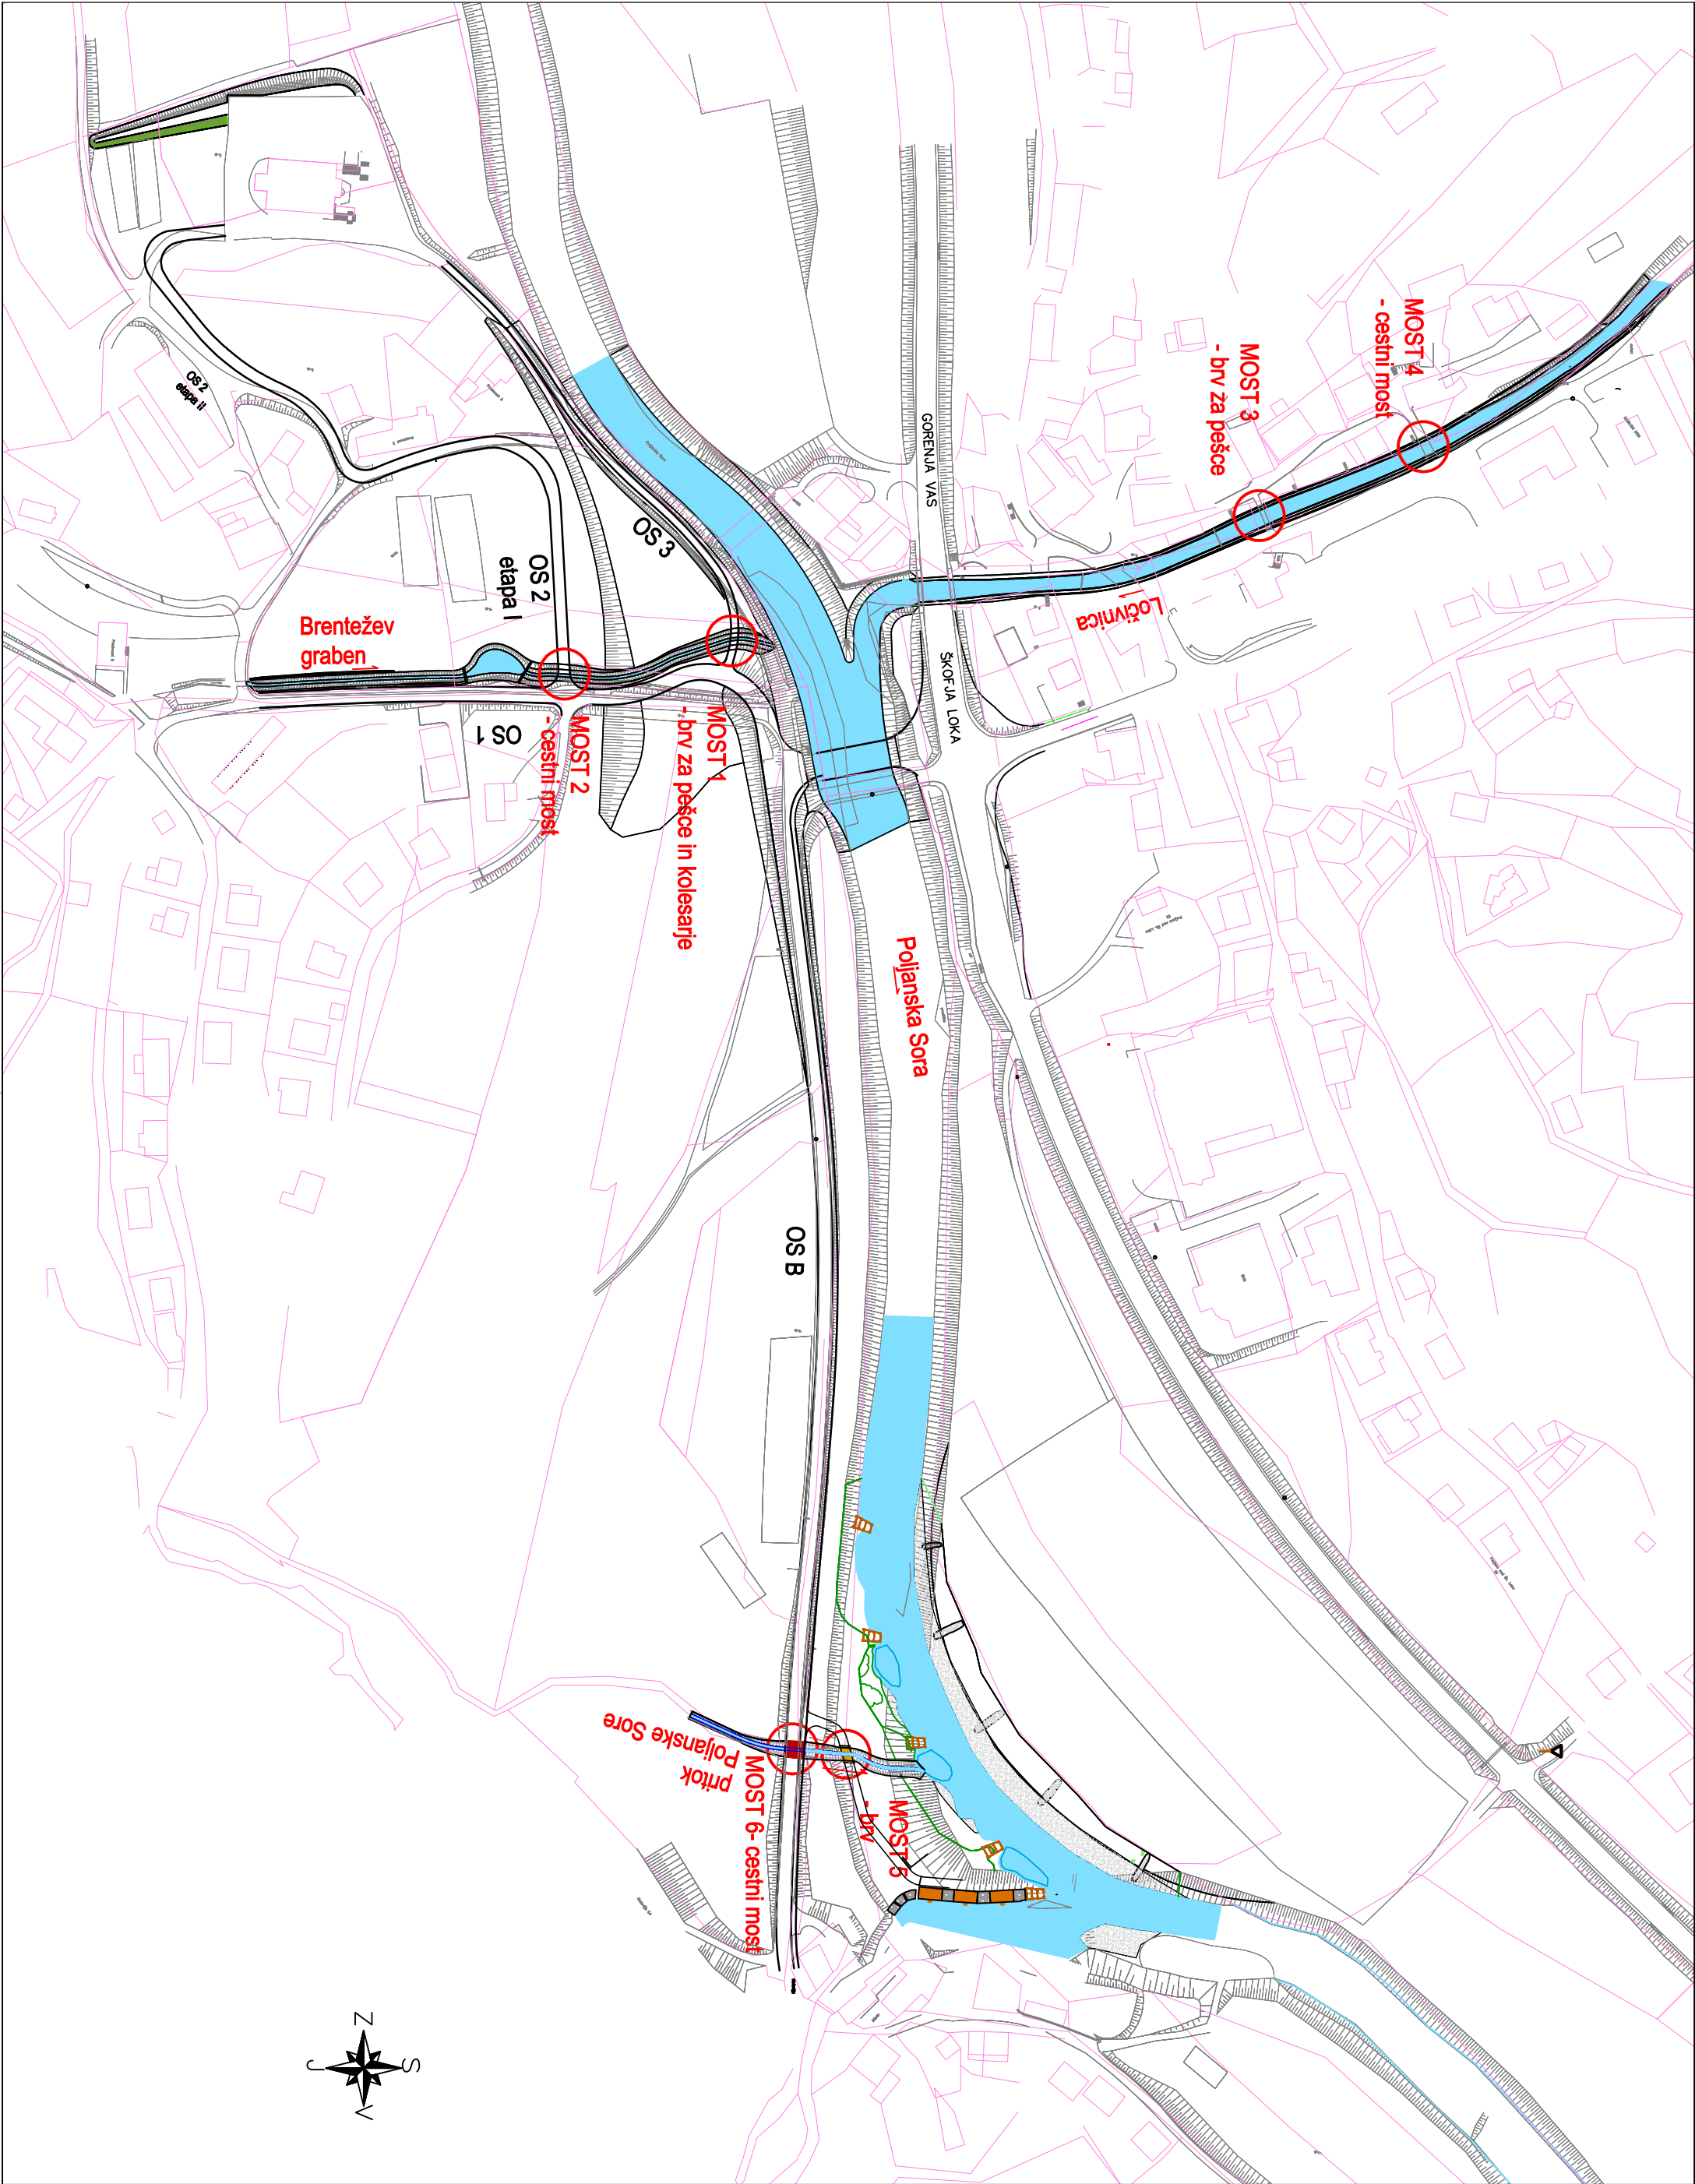 MOST 4
- cestni most
MOST 3
- brv za pešce
GORENJA VAS
ŠKOFJA LOKA
Ločivnica
OS 2
etapa II
OS 3
OS 2
etapa I
Brentežev
graben
OS 1
MOST 2
- cestni most
MOST 1
- brv za pešce in kolesarje
Poljanska Sora
OS B
pritok
Poljanske Sore
MOST 6- cestni most
MOST 5
- brv
S
Z
V
J